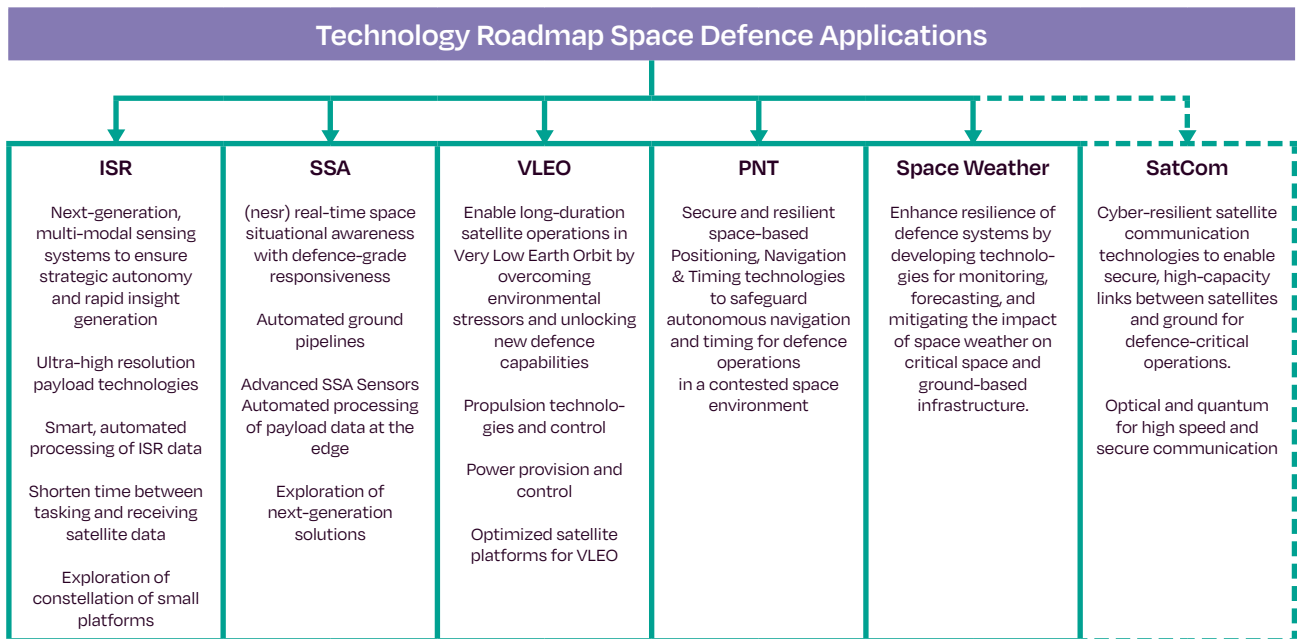 Technology Roadmap Space Defence Applications
ISR
Next-generation,
multi-modal sensing
systems to ensure
strategic autonomy
and rapid insight
generation
Ultra-high resolution
payload technologies
Smart, automated
processing of ISR data
Shorten time between
tasking and receiving
satellite data
Exploration of
constellation of small
platforms
SSA
(nesr) real-time space
situational awareness
with defence-grade
responsiveness
Automated ground
pipelines
Advanced SSA Sensors
Automated processing
of payload data at the
edge
Exploration of
next-generation
solutions
VLEO
Enable long-duration
satellite operations in
Very Low Earth Orbit by
overcoming
environmental
stressors and unlocking
new defence
capabilities
Propulsion technolo-
gies and control
Power provision and
control
Optimized satellite
platforms for VLEO
PNT
Secure and resilient
space-based
Positioning, Navigation
& Timing technologies
to safeguard
autonomous navigation
and timing for defence
operations
in a contested space
environment
Space Weather
Enhance resilience of
defence systems by
developing technolo-
gies for monitoring,
forecasting, and
mitigating the impact
of space weather on
critical space and
ground-based
infrastructure.
SatCom
Cyber-resilient satellite
communication
technologies to enable
secure, high-capacity
links between satellites
and ground for
defence-critical
operations.
Optical and quantum
for high speed and
secure communication